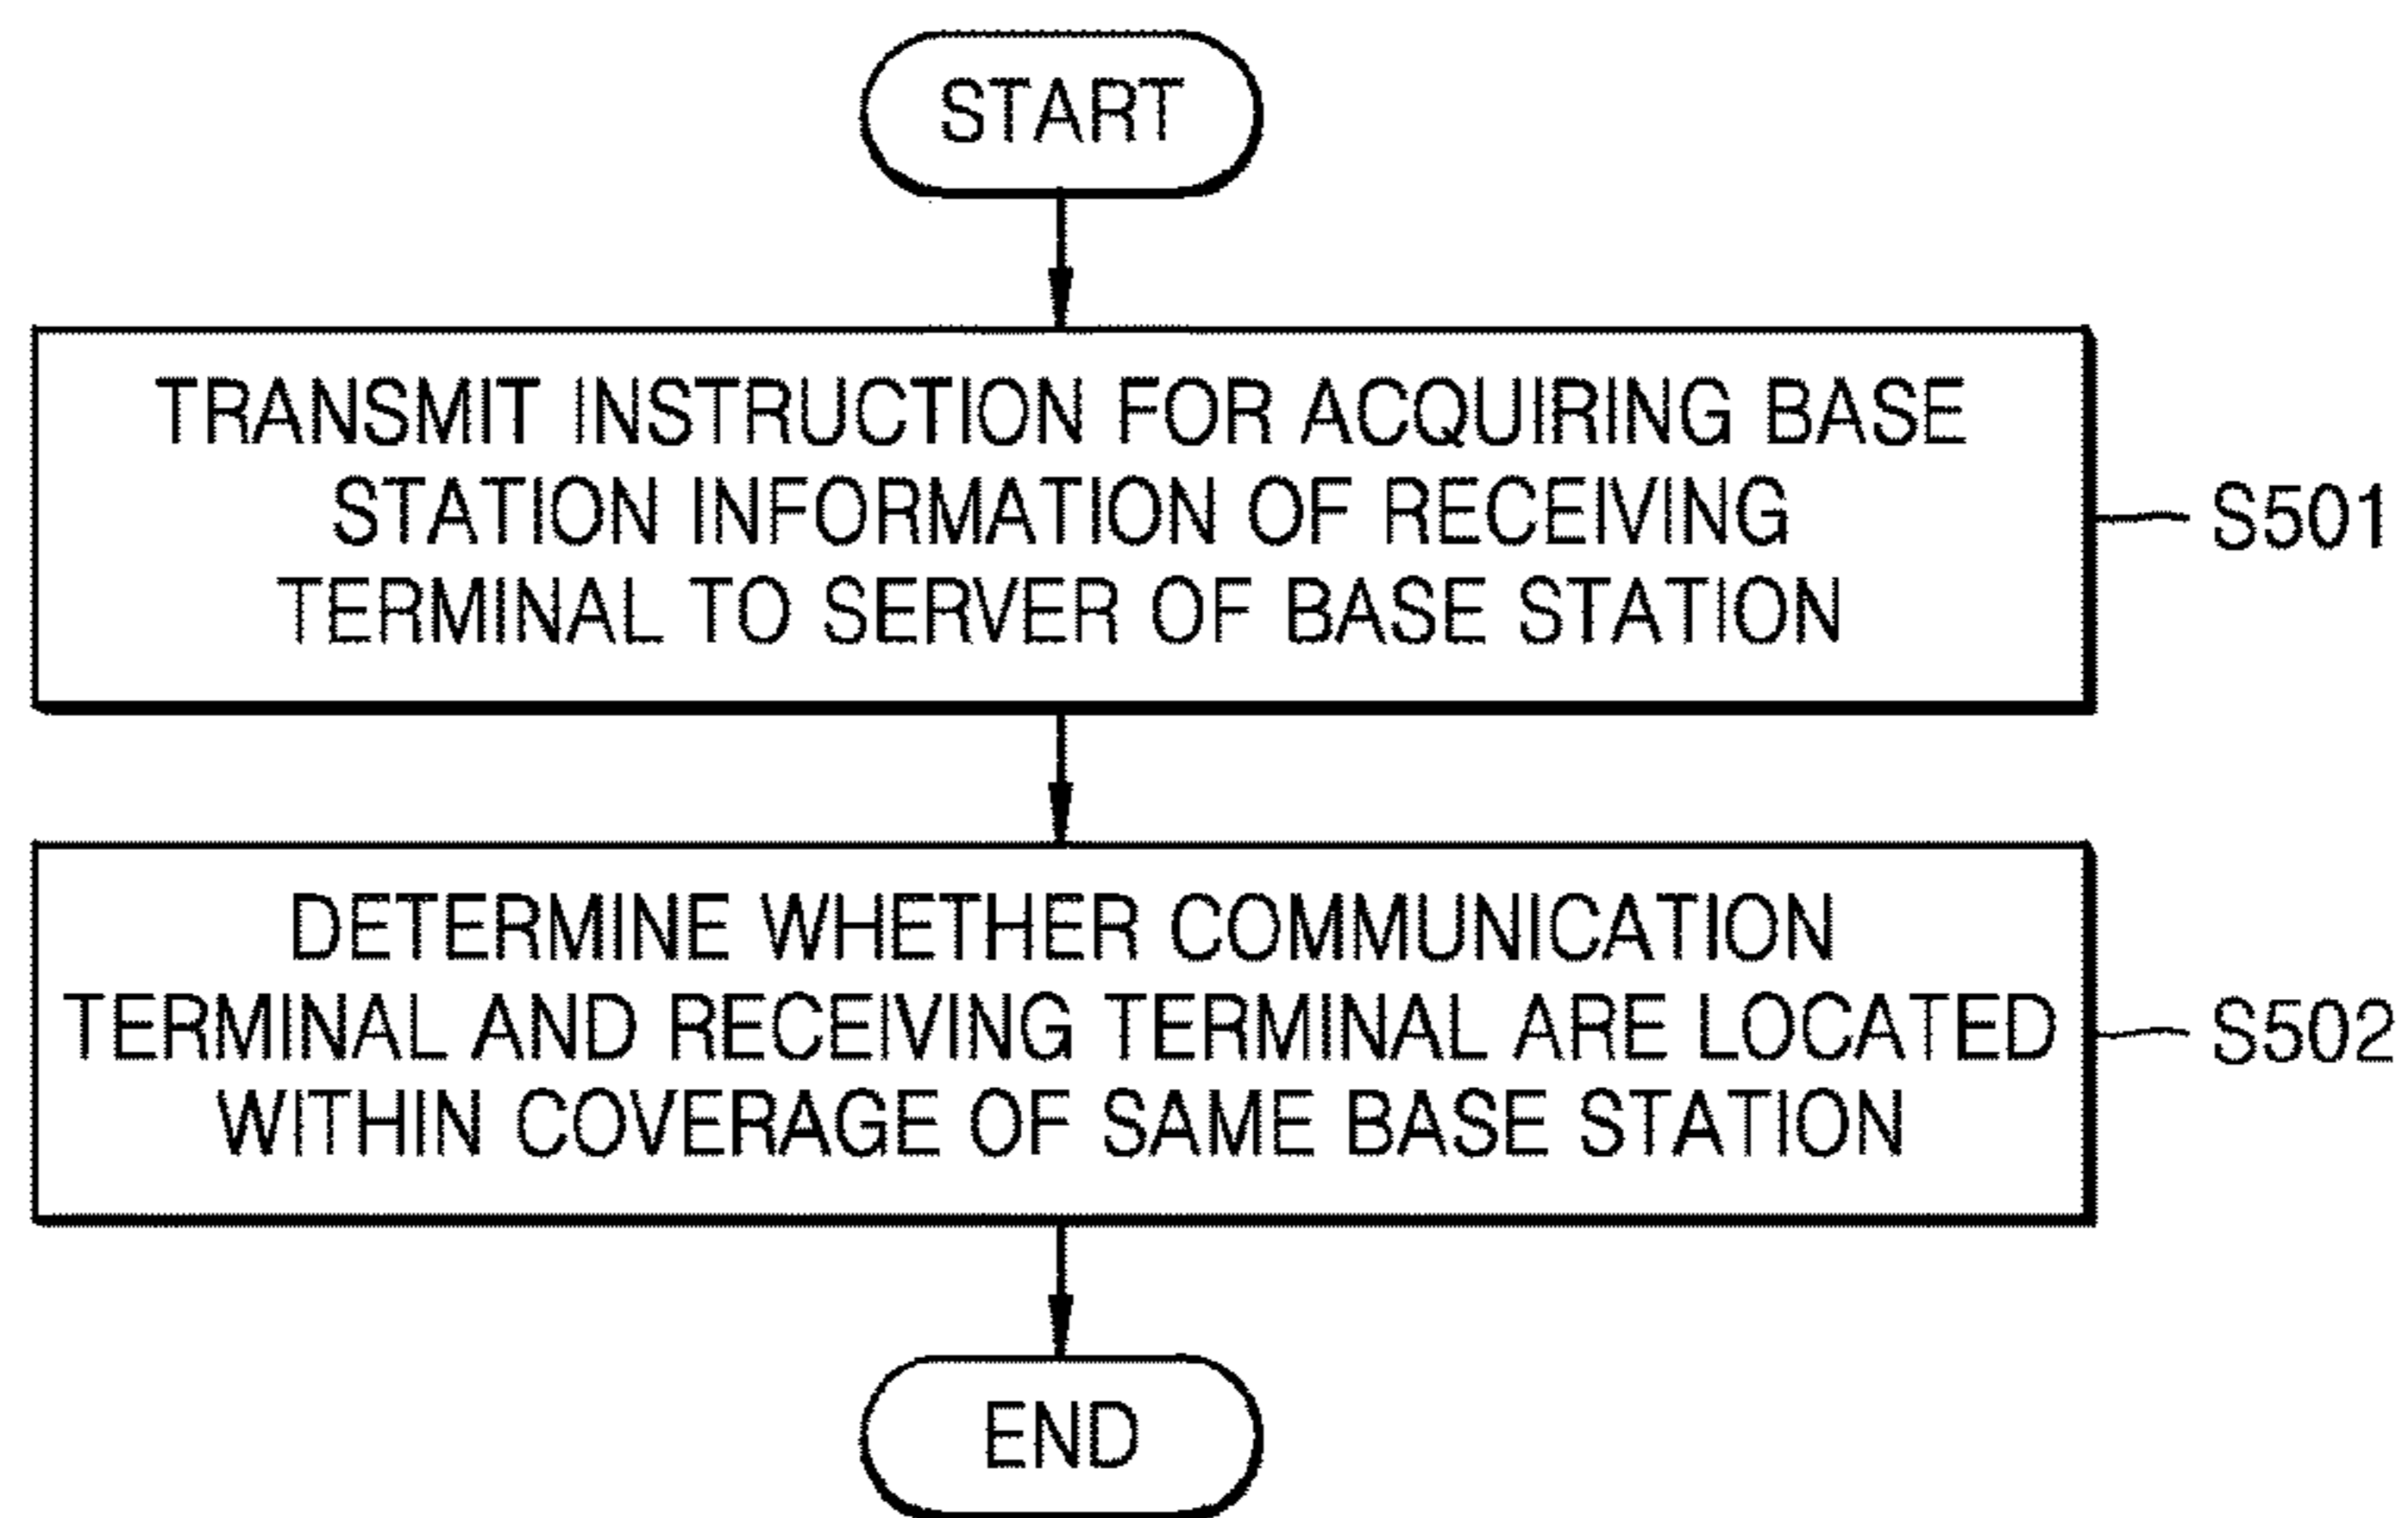 START
TRANSMIT INSTRUCTION FOR ACQUIRING BASE
STATION INFORMATION OF RECEIVING
TERMINAL TO SERVER OF BASE STATION
S501
DETERMINE WHETHER COMMUNICATION
TERMINAL AND RECEIVING TERMINAL ARE LOCATED
WITHIN COVERAGE OF SAME BASE STATION
S502
END